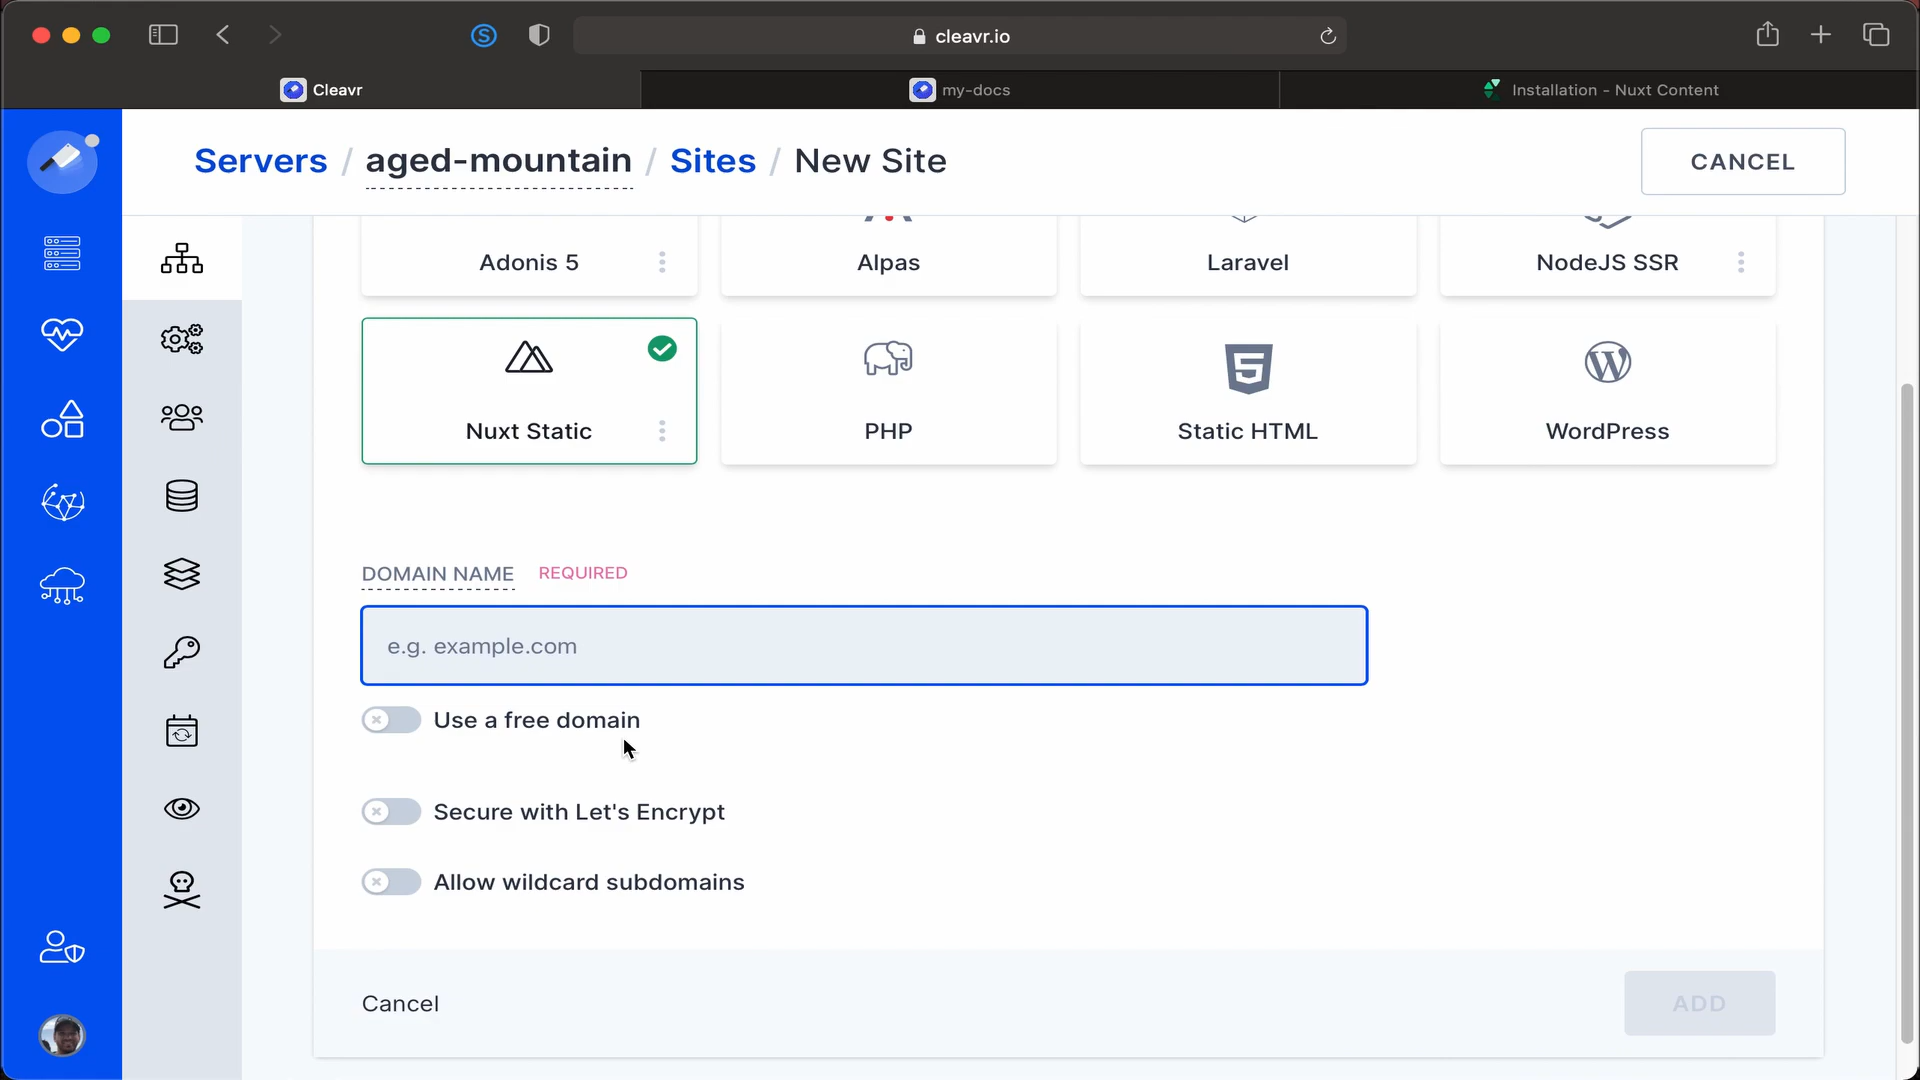 cleavr.io
Cleavr
my-docs
Installation - Nuxt Content
Servers / aged-mountain / Sites / New Site
CANCEL
Adonis 5
Alpas
Laravel
NodeJS SSR
Nuxt Static
PHP
Static HTML
WordPress
DOMAIN NAME REQUIRED
e.g. example.com
Use a free domain
Secure with Let's Encrypt
Allow wildcard subdomains
Cancel
ADD